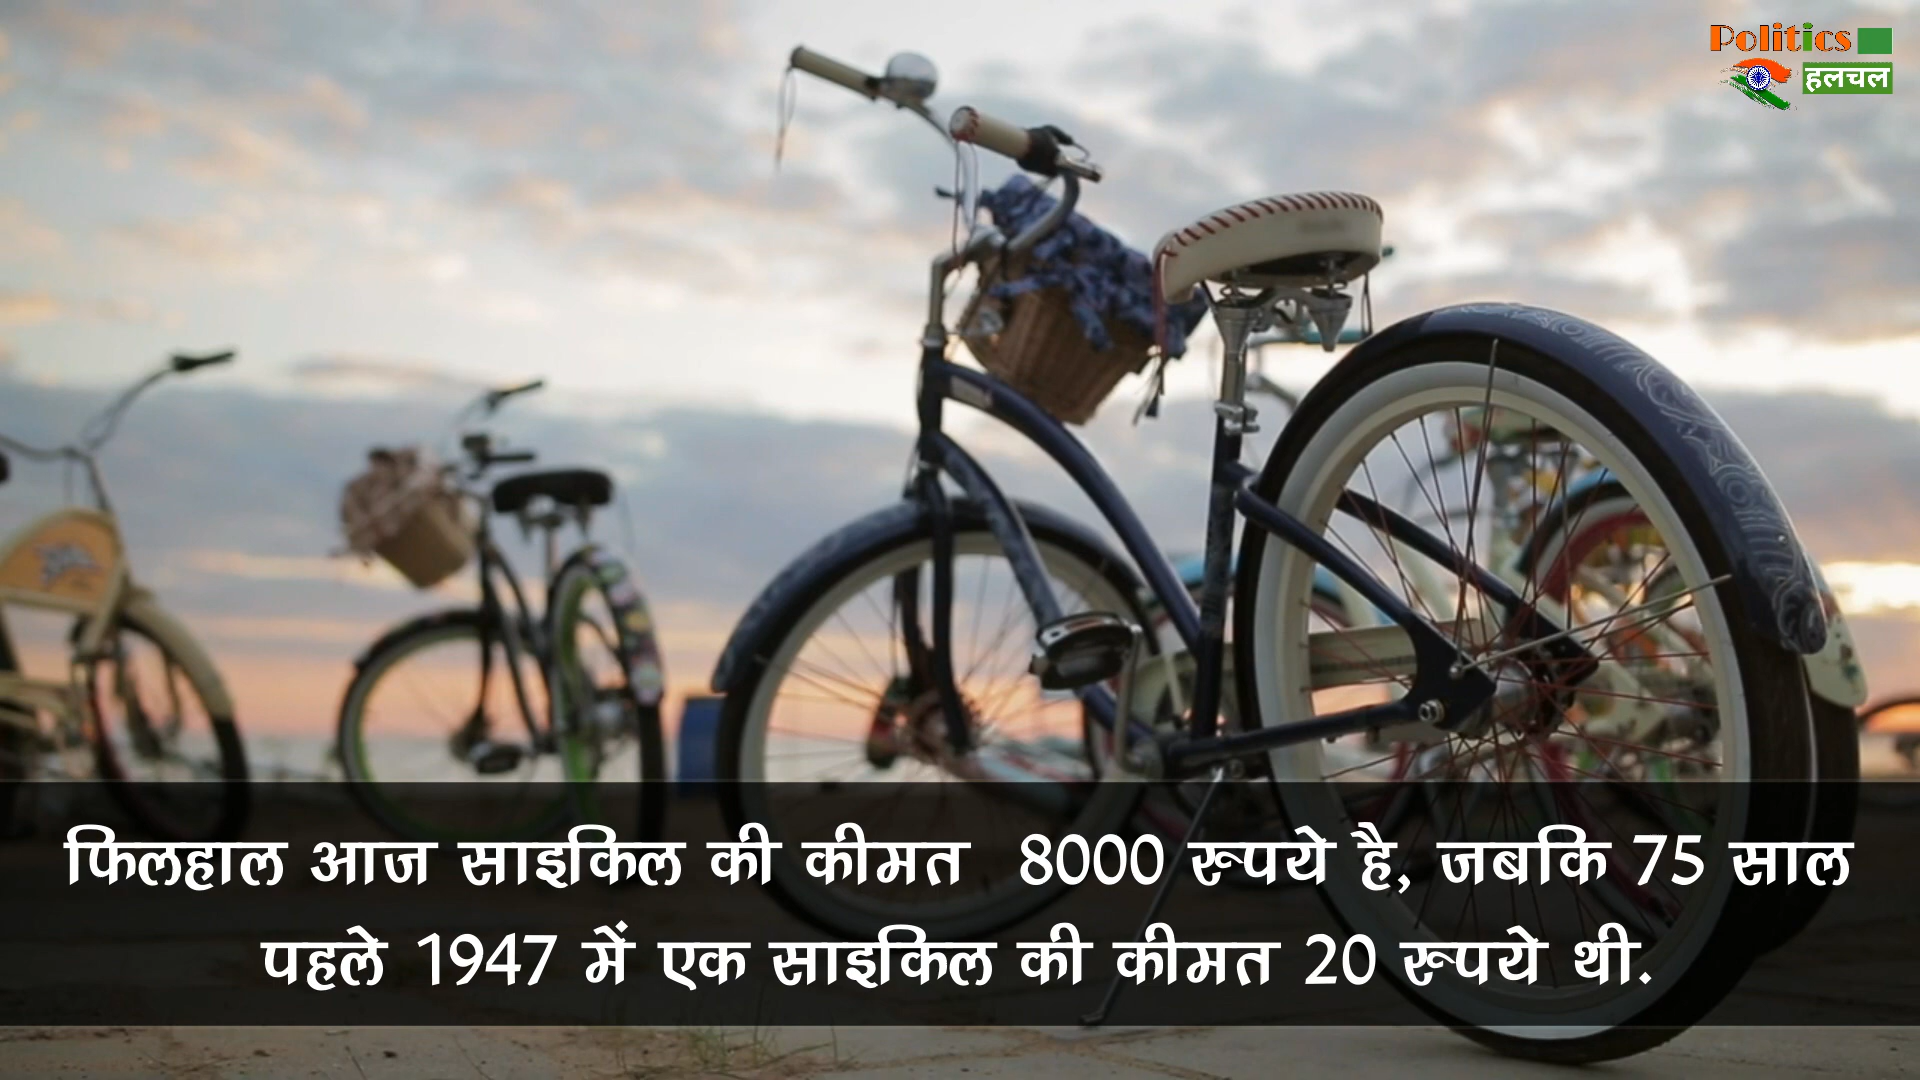 Politics
हलचल
फिलहाल आज साइकिल की कीमत 8000 रूपये है, जबकि 75 साल
पहले 1947 में एक साइकिल की कीमत 20 रूपये थी.